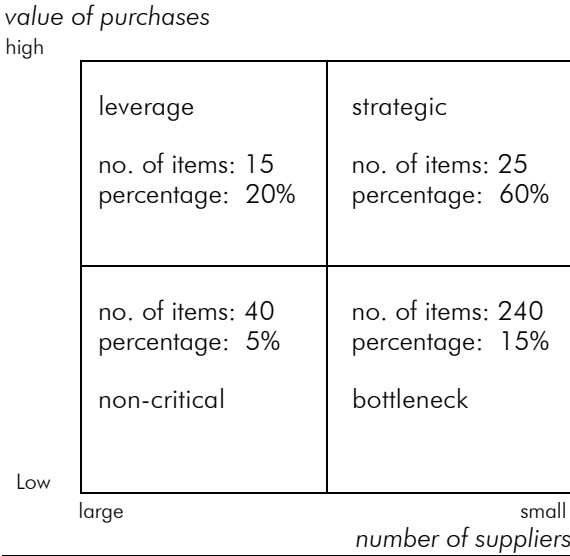 value of purchases
high
leverage
strategic
no. of items: 15
percentage: 20%
no. of items: 25
percentage: 60%
no. of items: 40
percentage: 5%
no. of items: 240
percentage: 15%
non-critical
bottleneck
Low
large
small
number of suppliers